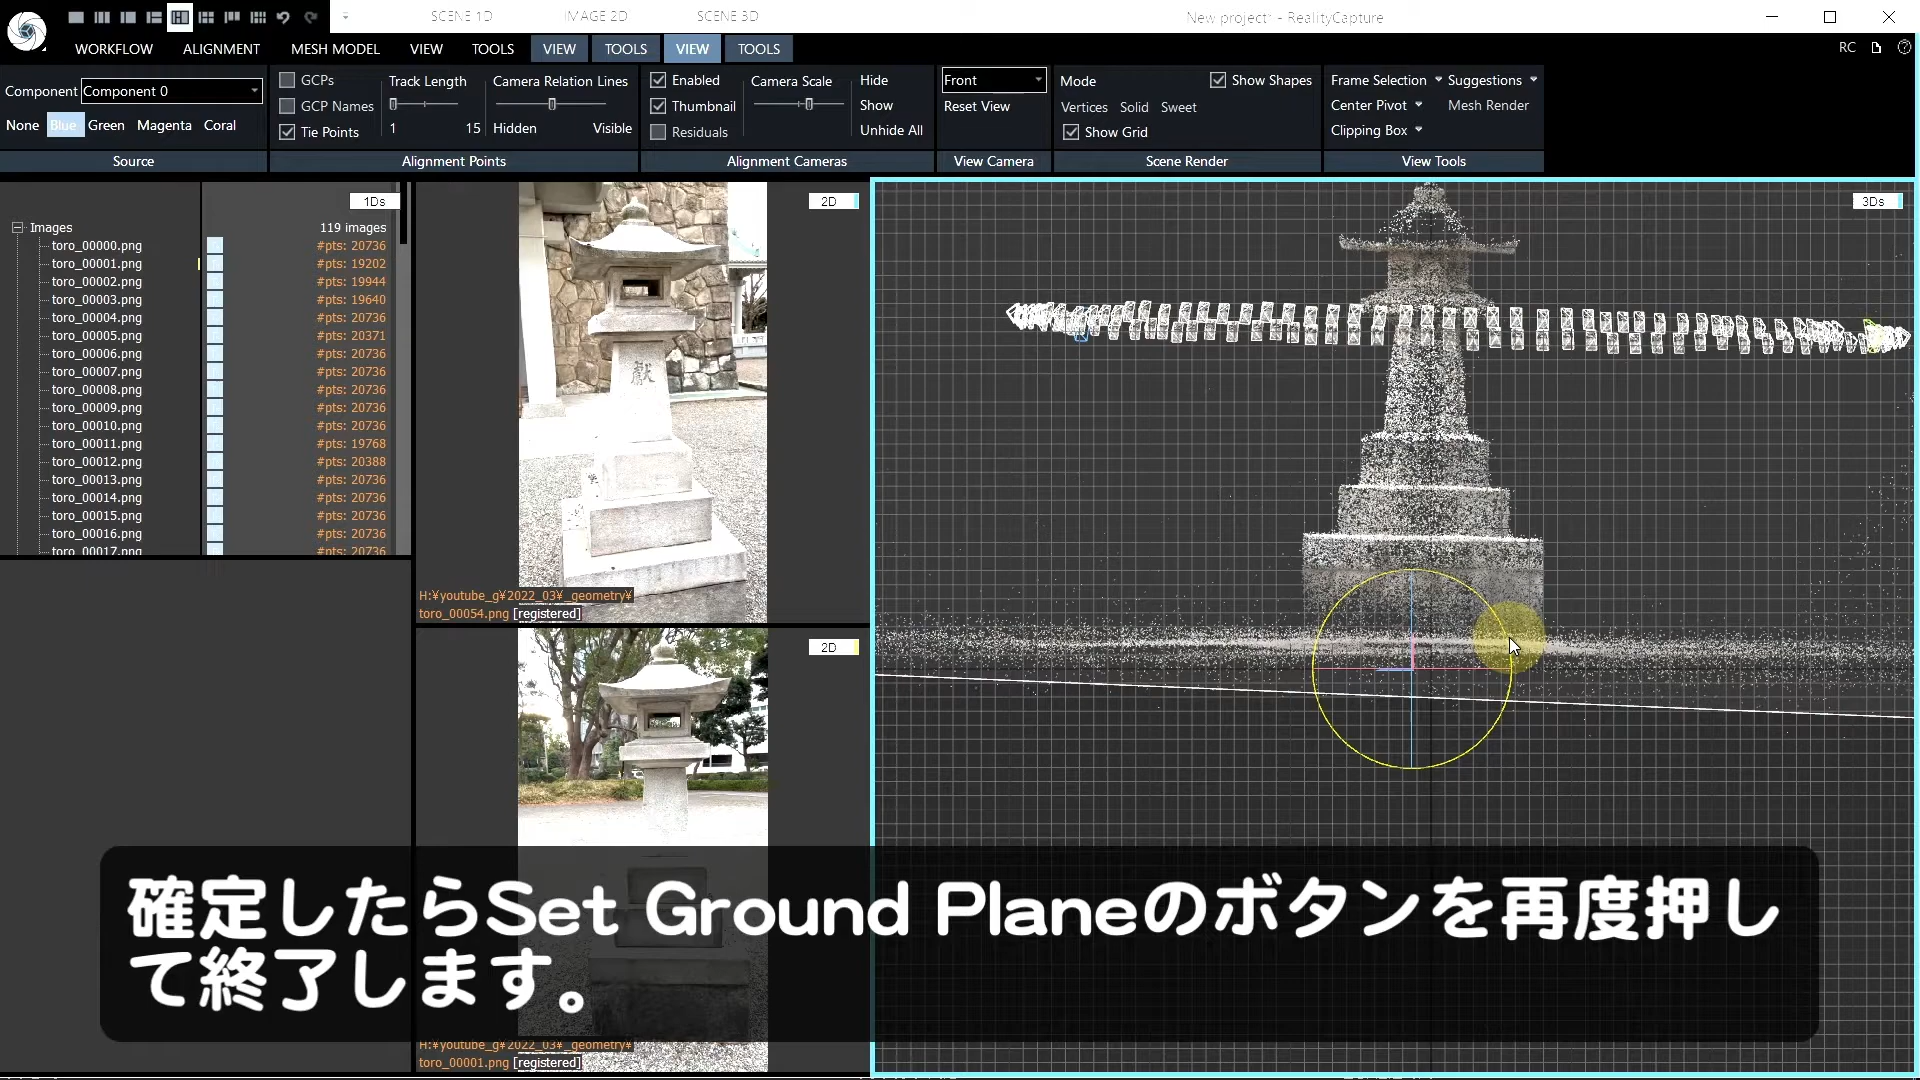 SCENE 1D IMAGE 2D SCENE 3D New project* - RealityCapture
WORKFLOW ALIGNMENT MESH MODEL VIEW TOOLS VIEW TOOLS VIEW TOOLS RC
Component Component 0
None Blue Green Magenta Coral
Source
GCPs
GCP Names
Tie Points
Track Length
1 15
Camera Relation Lines
Hidden Visible
Alignment Points
Enabled
Thumbnail
Residuals
Camera Scale
Hide
Show
Unhide All
Alignment Cameras
Front
Reset View
View Camera
Mode
Vertices Solid Sweet
Show Grid
Show Shapes
Scene Render
Frame Selection
Center Pivot
Clipping Box
Suggestions
Mesh Render
View Tools
1Ds
Images 119 images
toro_00000.png #pts: 20736
toro_00001.png #pts: 19202
toro_00002.png #pts: 19944
toro_00003.png #pts: 19640
toro_00004.png #pts: 20736
toro_00005.png #pts: 20371
toro_00006.png #pts: 20736
toro_00007.png #pts: 20736
toro_00008.png #pts: 20736
toro_00009.png #pts: 20736
toro_00010.png #pts: 20736
toro_00011.png #pts: 19768
toro_00012.png #pts: 20388
toro_00013.png #pts: 20736
toro_00014.png #pts: 20736
toro_00015.png #pts: 20736
toro_00016.png #pts: 20736
toro_00017.png #pts: 20736
2D
獻
H:¥youtube_g¥2022_03¥_geometry¥
toro_00054.png [registered]
2D
H:¥youtube_g¥2022_03¥_geometry¥
toro_00001.png [registered]
3Ds
確定したらSet Ground Planeのボタンを再度押し
て終了します。